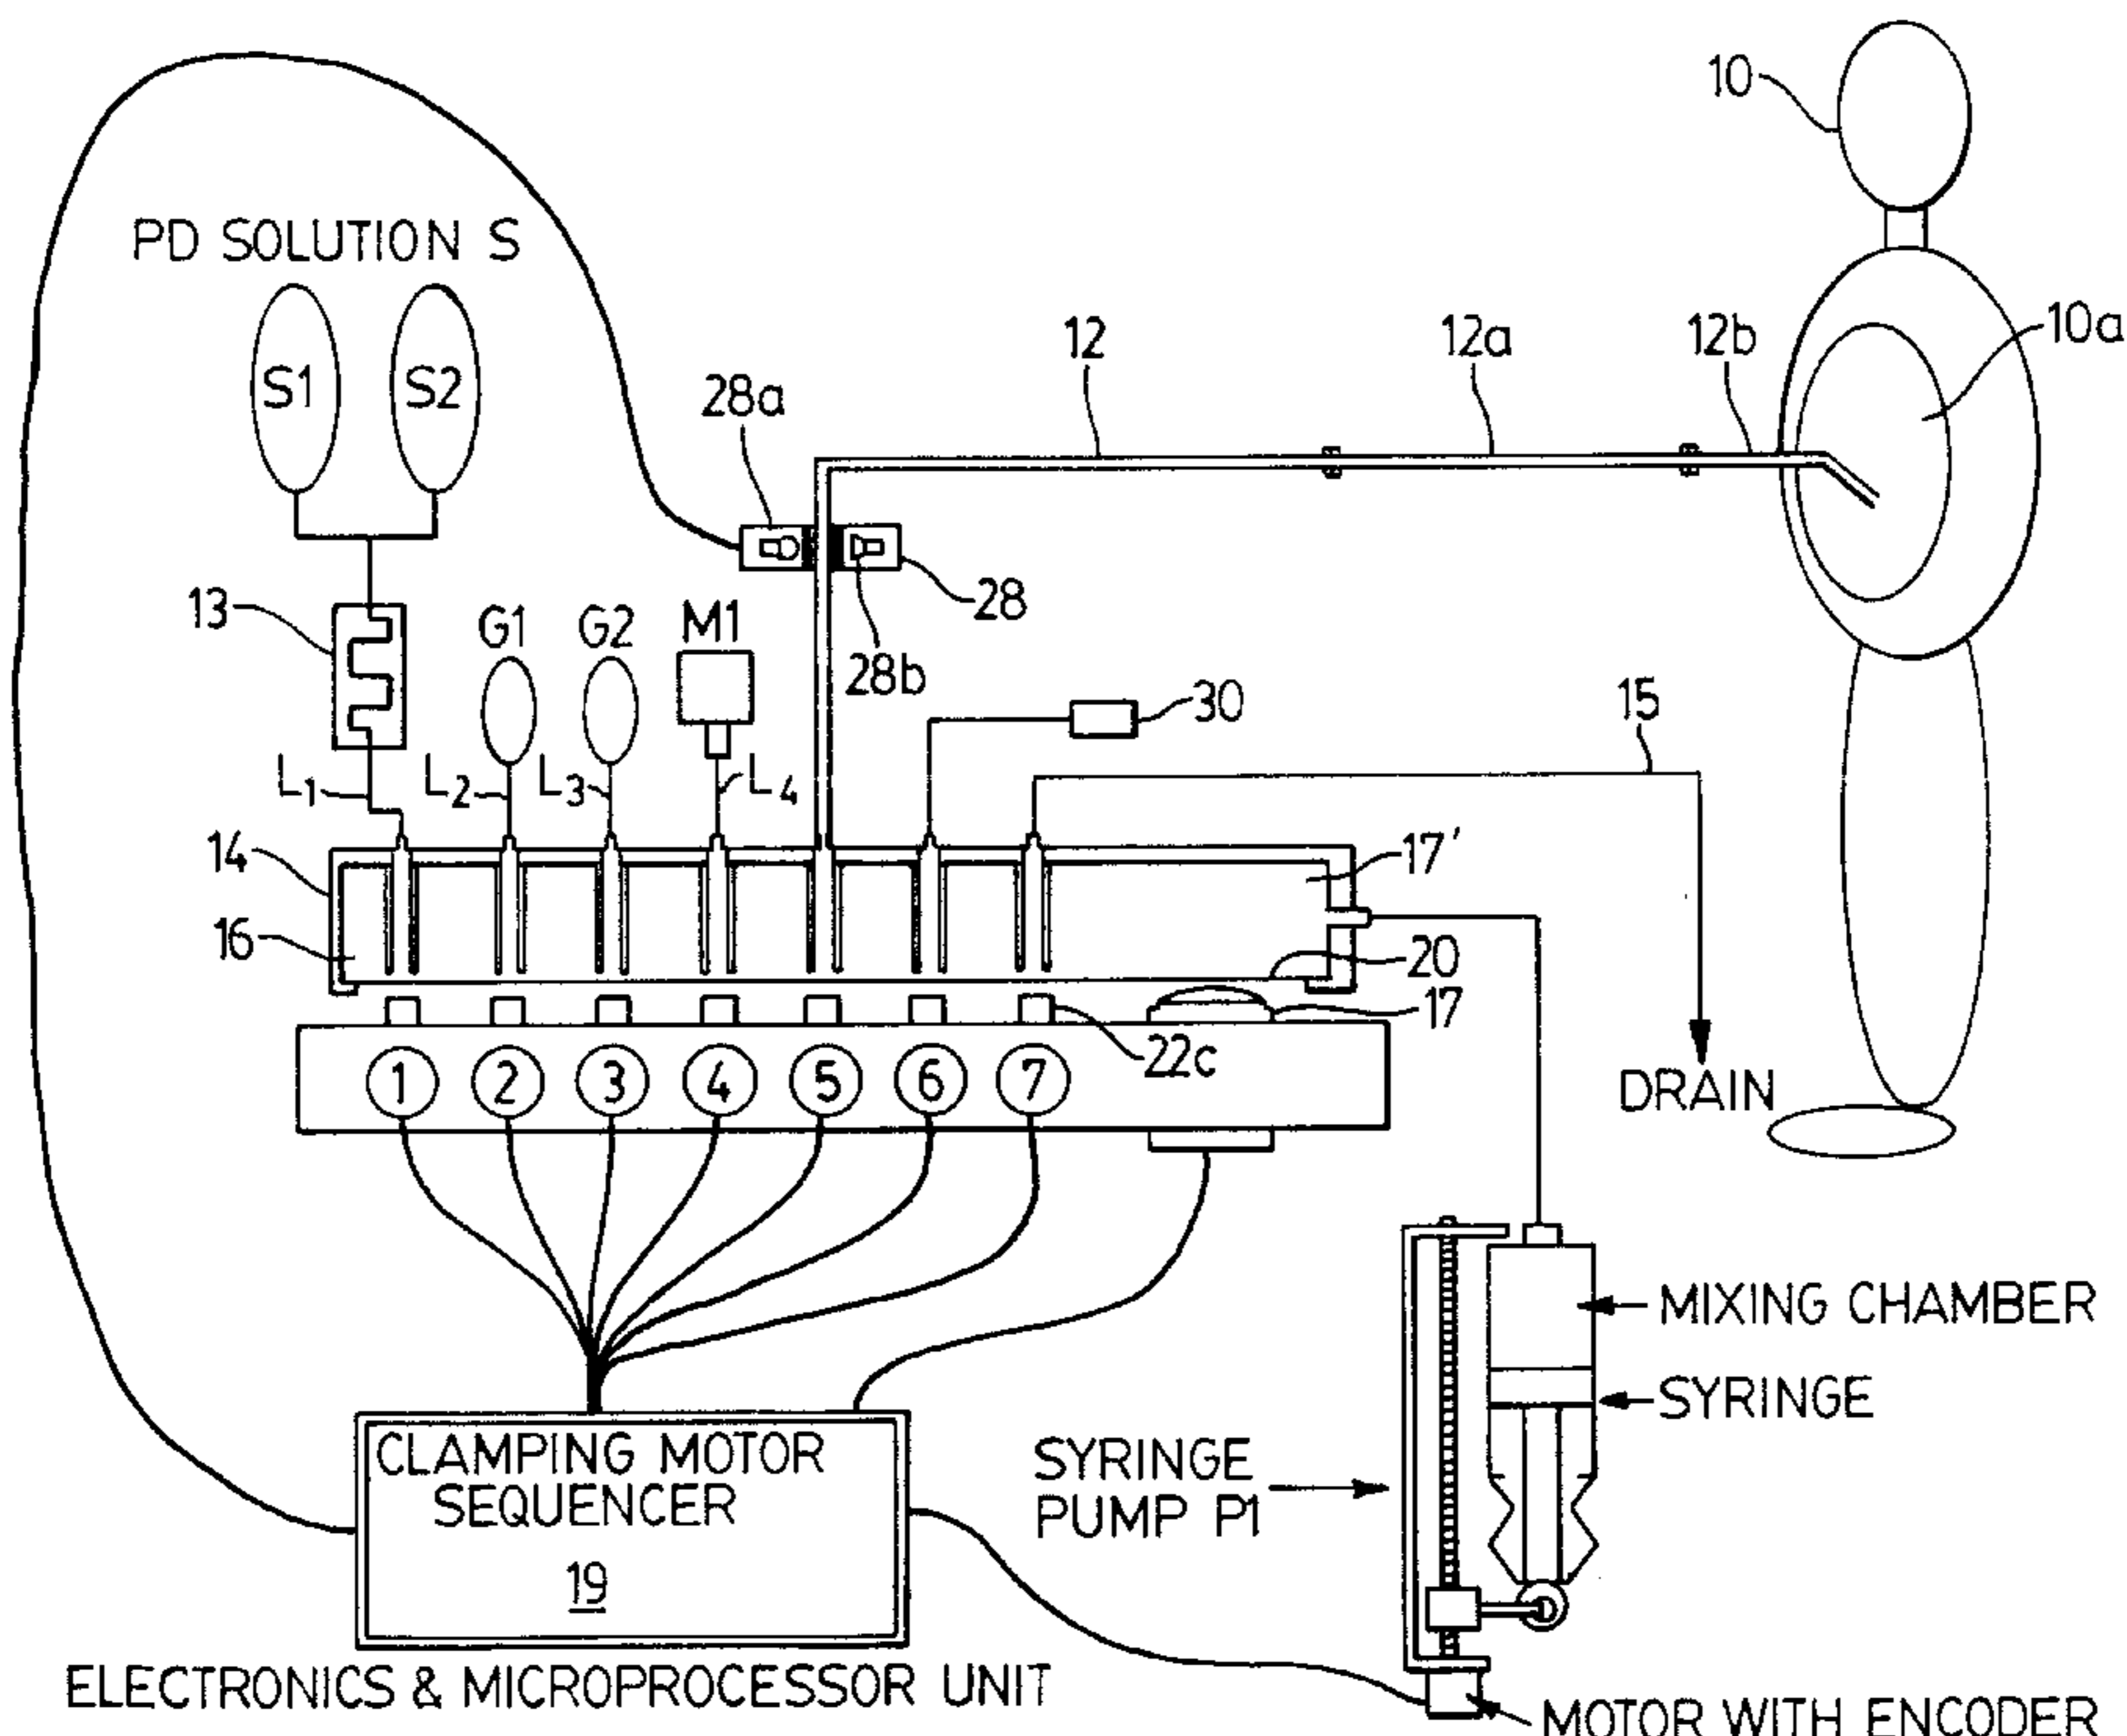 10
PD SOLUTION S
S1 S2
12 12a 12b 10a
28a
13
G1 G2 M1
28
28b
30
15
L1 L2 L3 L4
14
17'
16
20
17
22c
1 2 3 4 5 6 7
DRAIN
MIXING CHAMBER
SYRINGE
CLAMPING MOTOR
SEQUENCER
19
SYRINGE
PUMP P1
ELECTRONICS & MICROPROCESSOR UNIT
MOTOR WITH ENCODER